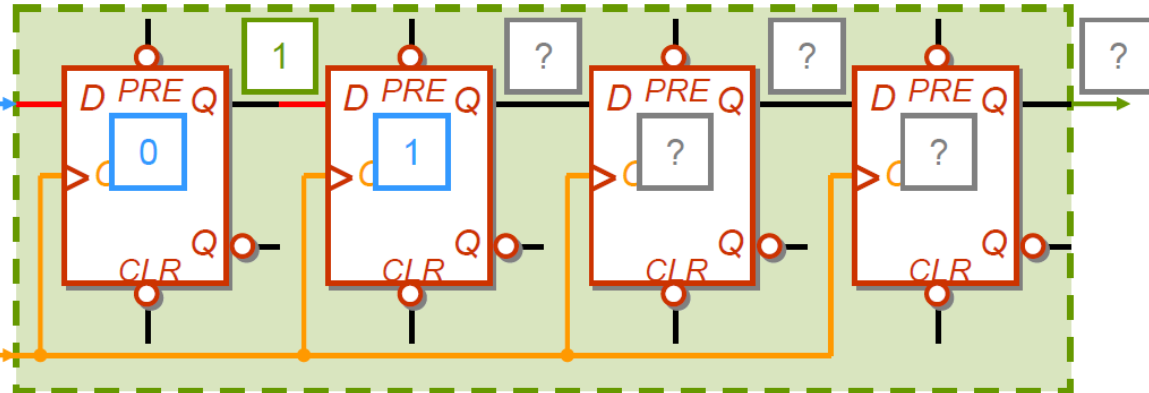 1 ? ? ?
D PRE Q D PRE Q D PRE Q D PRE Q
0 1 ? ?
C C C C
Q Q Q Q
CLR CLR CLR CLR